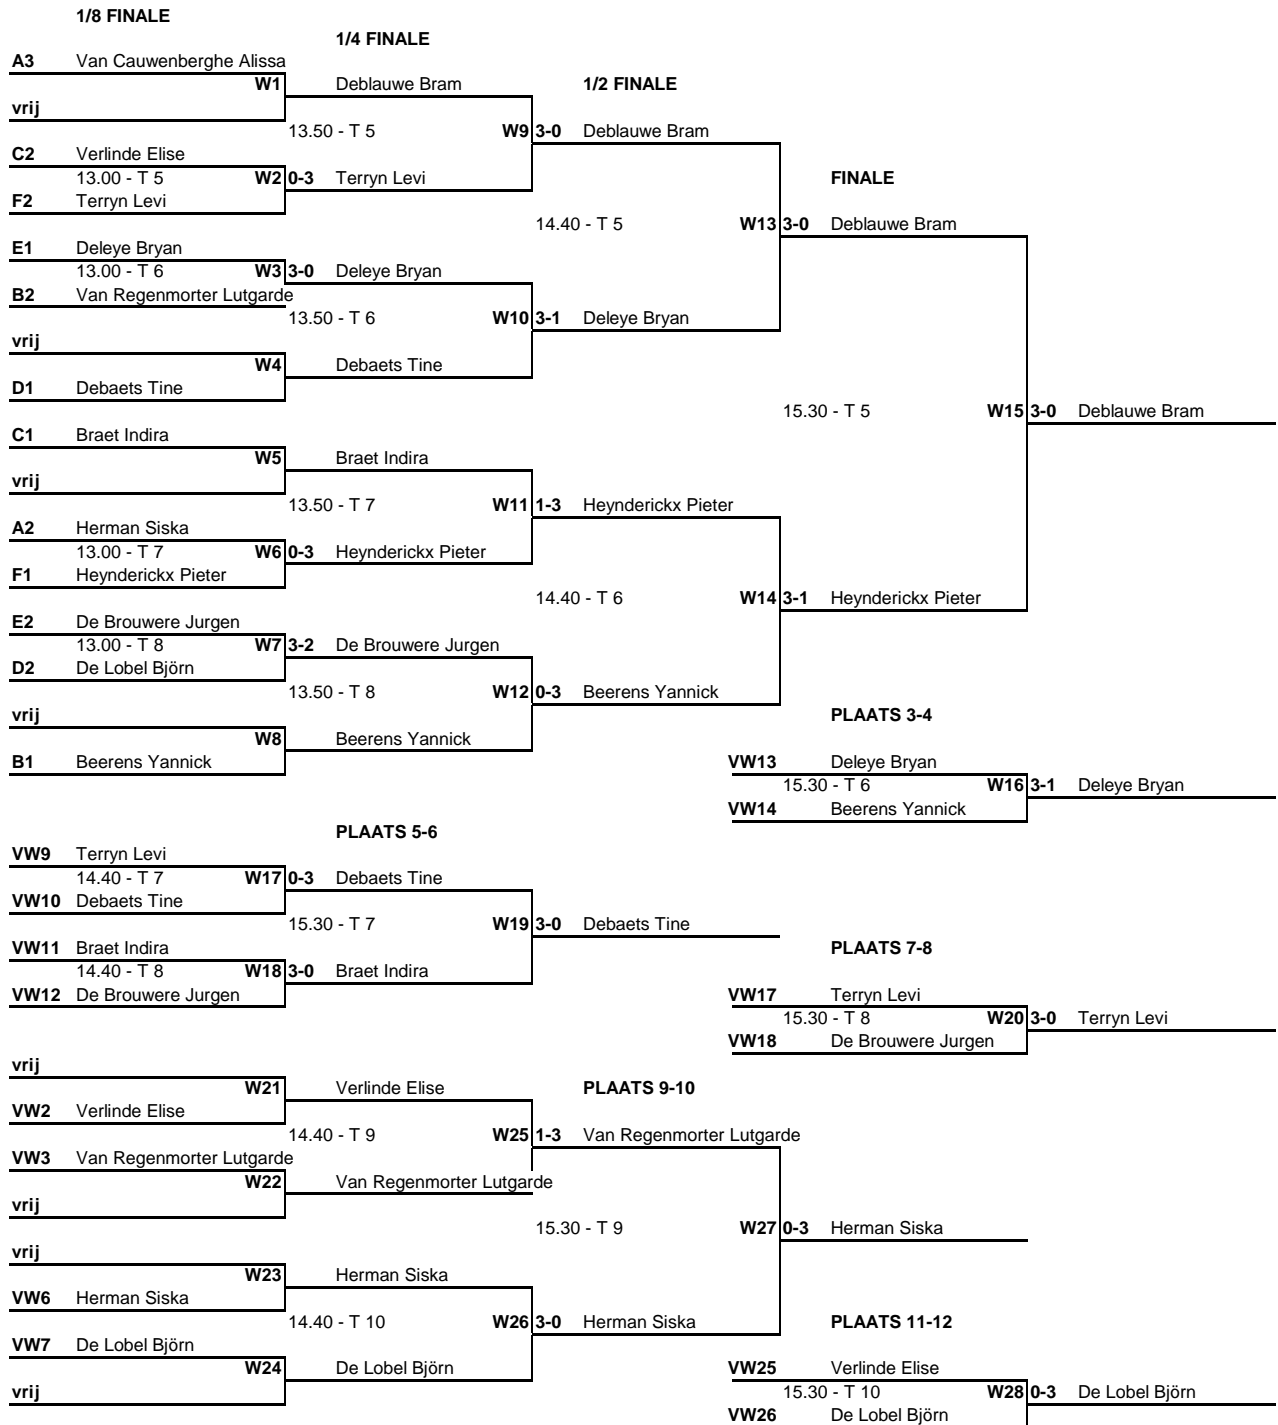 1/8 FINALE
1/4 FINALE
A3 Van Cauwenberghe Alissa
W1 Deblauwe Bram 1/2 FINALE
vrij
13.50 - T 5 W9 3-0 Deblauwe Bram
C2 Verlinde Elise
13.00 - T 5 W2 0-3 Terryn Levi FINALE
F2 Terryn Levi
14.40 - T 5 W13 3-0 Deblauwe Bram
E1 Deleye Bryan
13.00 - T 6 W3 3-0 Deleye Bryan
B2 Van Regenmorter Lutgarde
13.50 - T 6 W10 3-1 Deleye Bryan
vrij
W4 Debaets Tine
D1 Debaets Tine
15.30 - T 5 W15 3-0 Deblauwe Bram
C1 Braet Indira
W5 Braet Indira
vrij
13.50 - T 7 W11 1-3 Heynderickx Pieter
A2 Herman Siska
13.00 - T 7 W6 0-3 Heynderickx Pieter
F1 Heynderickx Pieter
14.40 - T 6 W14 3-1 Heynderickx Pieter
E2 De Brouwere Jurgen
13.00 - T 8 W7 3-2 De Brouwere Jurgen
D2 De Lobel Björn
13.50 - T 8 W12 0-3 Beerens Yannick
vrij PLAATS 3-4
W8 Beerens Yannick
B1 Beerens Yannick VW13 Deleye Bryan
15.30 - T 6 W16 3-1 Deleye Bryan
VW14 Beerens Yannick
PLAATS 5-6
VW9 Terryn Levi
14.40 - T 7 W17 0-3 Debaets Tine
VW10 Debaets Tine
15.30 - T 7 W19 3-0 Debaets Tine
VW11 Braet Indira PLAATS 7-8
14.40 - T 8 W18 3-0 Braet Indira
VW12 De Brouwere Jurgen VW17 Terryn Levi
15.30 - T 8 W20 3-0 Terryn Levi
VW18 De Brouwere Jurgen
vrij
W21 Verlinde Elise PLAATS 9-10
VW2 Verlinde Elise
14.40 - T 9 W25 1-3 Van Regenmorter Lutgarde
VW3 Van Regenmorter Lutgarde
W22 Van Regenmorter Lutgarde
vrij
15.30 - T 9 W27 0-3 Herman Siska
vrij
W23 Herman Siska
VW6 Herman Siska
14.40 - T 10 W26 3-0 Herman Siska PLAATS 11-12
VW7 De Lobel Björn
W24 De Lobel Björn VW25 Verlinde Elise
vrij 15.30 - T 10 W28 0-3 De Lobel Björn
VW26 De Lobel Björn